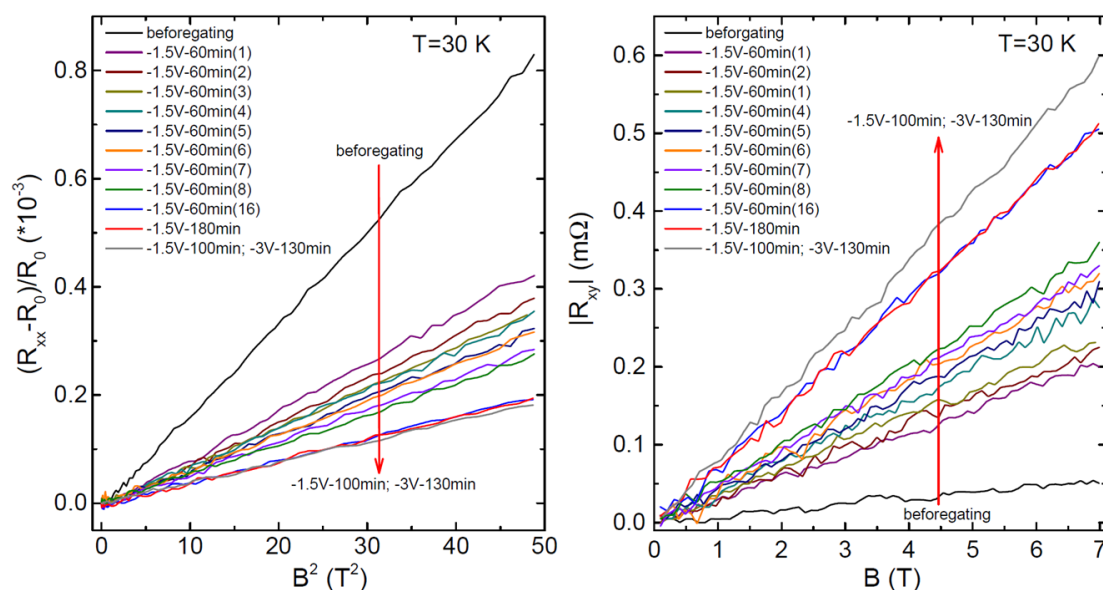 beforegating
-1.5V-60min(1)
-1.5V-60min(2)
-1.5V-60min(3)
-1.5V-60min(4)
-1.5V-60min(5)
-1.5V-60min(6)
-1.5V-60min(7)
-1.5V-60min(8)
-1.5V-60min(16)
-1.5V-180min
-1.5V-100min; -3V-130min
T=30 K
beforegating
-1.5V-100min; -3V-130min
(Rxx-R0)/R0 (*10^-3)
0.8
0.6
0.4
0.2
0.0
0 10 20 30 40 50
B² (T²)
beforgating
-1.5V-60min(1)
-1.5V-60min(2)
-1.5V-60min(1)
-1.5V-60min(4)
-1.5V-60min(5)
-1.5V-60min(6)
-1.5V-60min(7)
-1.5V-60min(8)
-1.5V-60min(16)
-1.5V-180min
-1.5V-100min; -3V-130min
T=30 K
-1.5V-100min; -3V-130min
beforegating
|Rxy| (mΩ)
0.6
0.5
0.4
0.3
0.2
0.1
0.0
0 1 2 3 4 5 6 7
B (T)